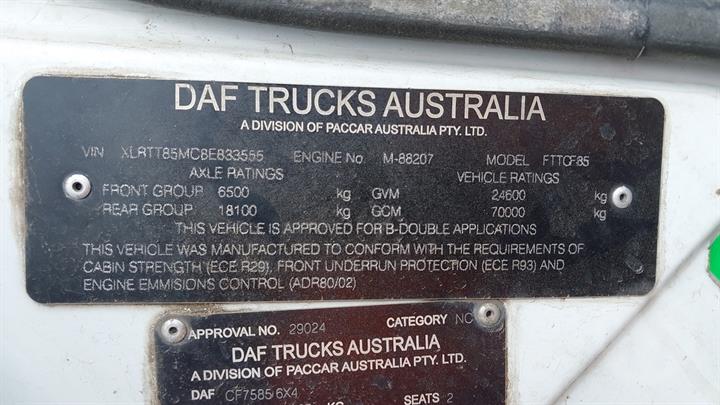 DAF TRUCKS AUSTRALIA
A DIVISION OF PACCAR AUSTRALIA PTY. LTD.
VIN XLRTT85MC8E833555 ENGINE No. M-88207 MODEL FTTCF85
AXLE RATINGS VEHICLE RATINGS
FRONT GROUP 6500 kg GVM 24600 kg
REAR GROUP 18100 kg GCM 70000 kg
THIS VEHICLE IS APPROVED FOR B-DOUBLE APPLICATIONS
THIS VEHICLE WAS MANUFACTURED TO CONFORM WITH THE REQUIREMENTS OF
CABIN STRENGTH (ECE R29), FRONT UNDERRUN PROTECTION (ECE R93) AND
ENGINE EMMISIONS CONTROL (ADR80/02)
APPROVAL NO. 29024 CATEGORY NC
DAF TRUCKS AUSTRALIA
A DIVISION OF PACCAR AUSTRALIA PTY. LTD.
DAF CF7585 6X4 SEATS 2